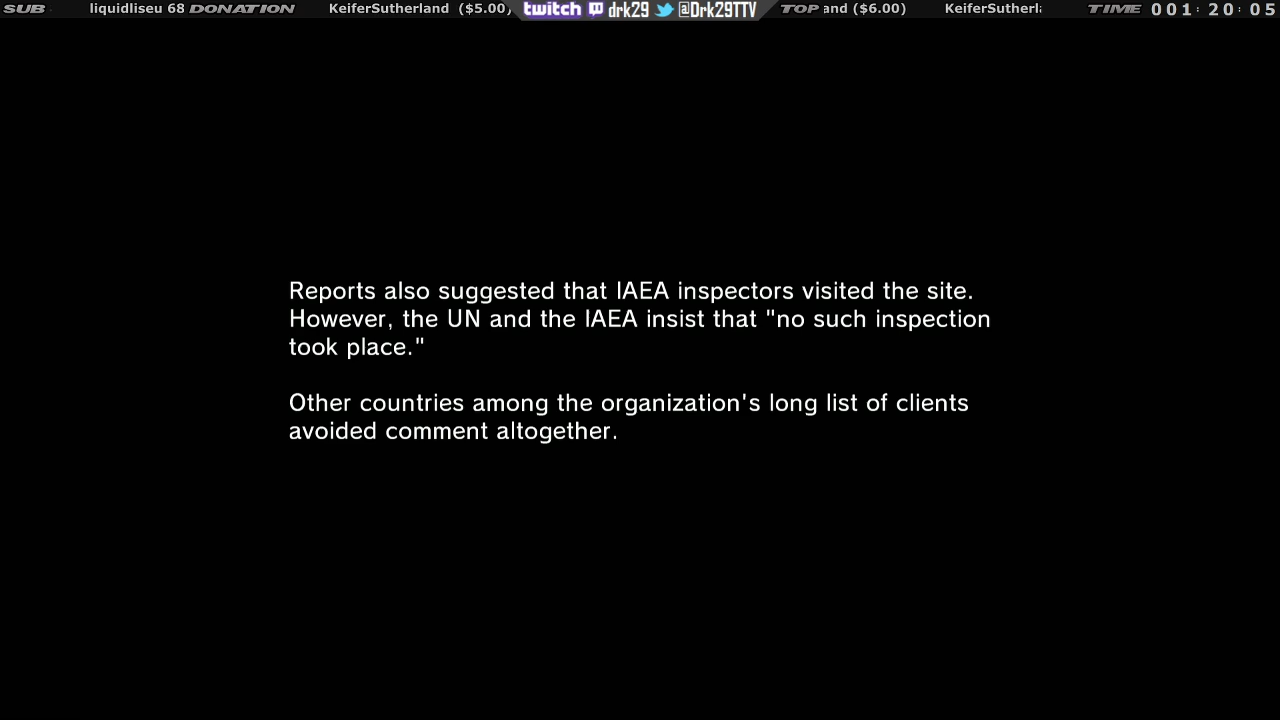 SUB liquidliseu 68 DONATION KeiferSutherland ($5.00) twitch drk29 @Drk29TTV TOP and ($6.00) KeiferSutherl TIME 001:20:05
Reports also suggested that IAEA inspectors visited the site.
However, the UN and the IAEA insist that "no such inspection
took place."
Other countries among the organization's long list of clients
avoided comment altogether.